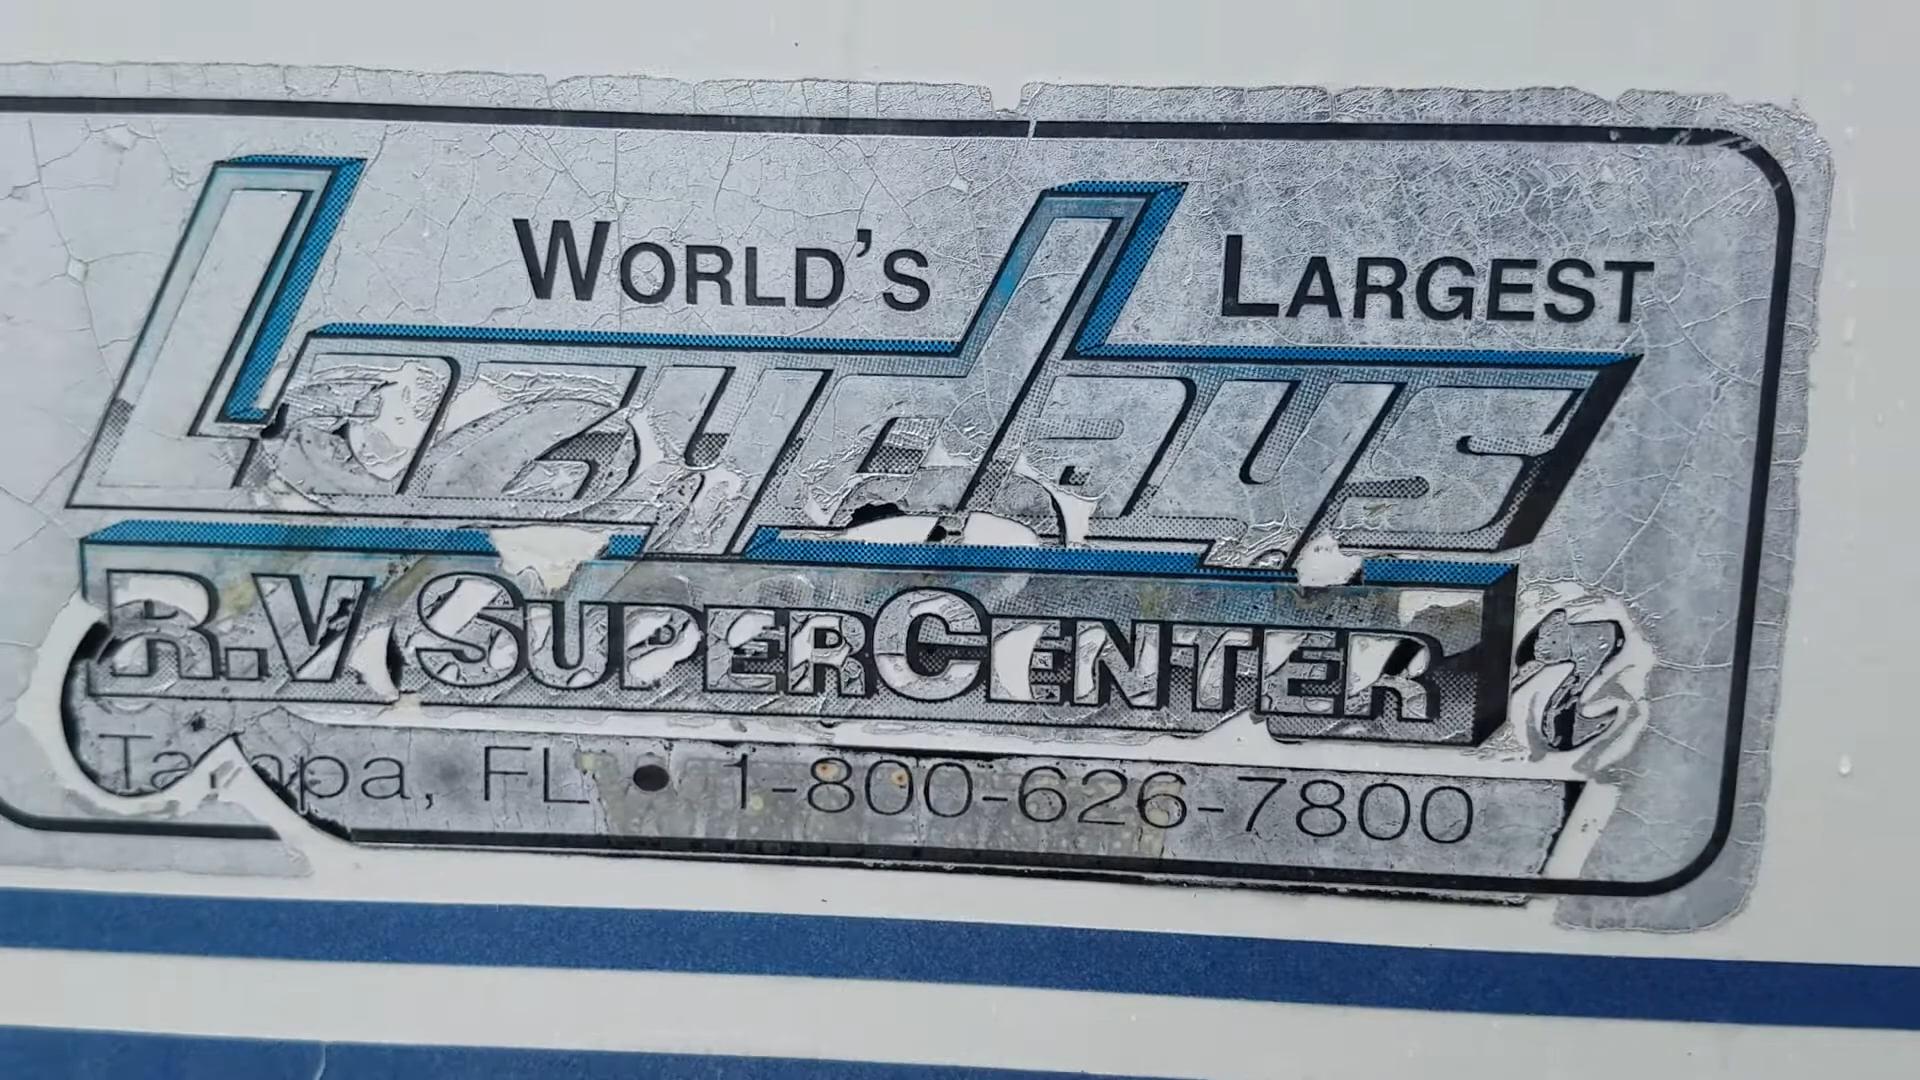 WORLD'S LARGEST
Lazydays
R.V. SUPERCENTER
Tampa, FL • 1-800-626-7800